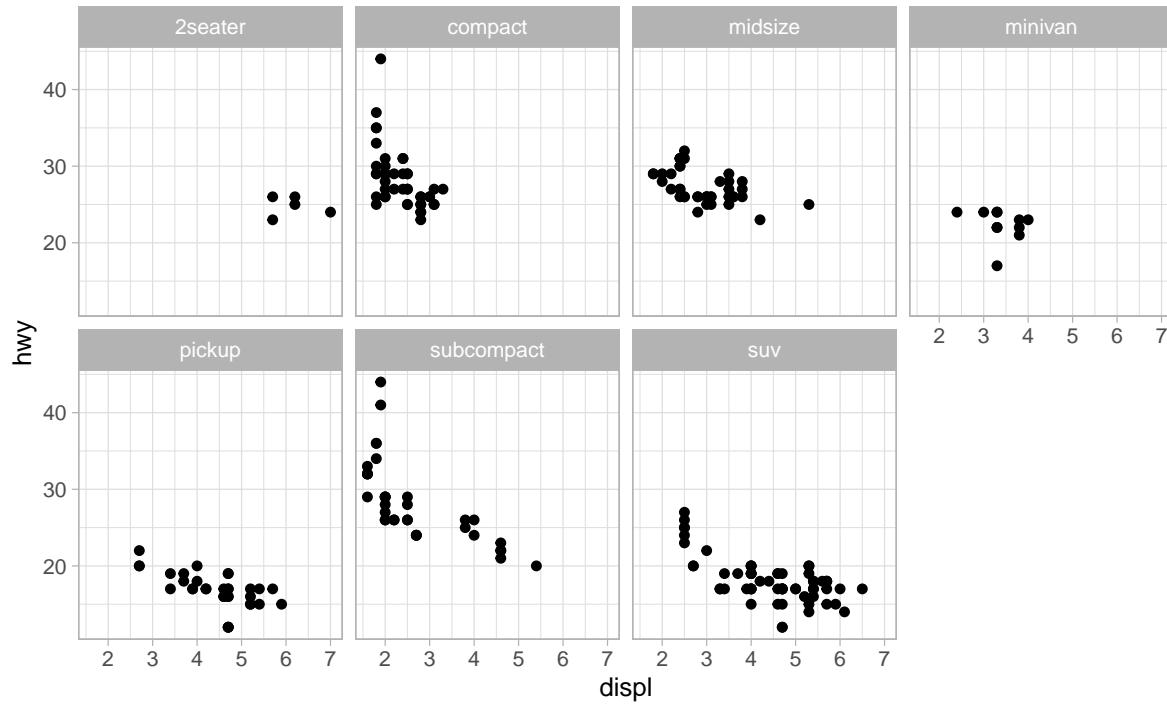 2seater compact midsize minivan
40
30
20
2 3 4 5 6 7
hwy
pickup subcompact suv
40
30
20
2 3 4 5 6 7 2 3 4 5 6 7 2 3 4 5 6 7
displ